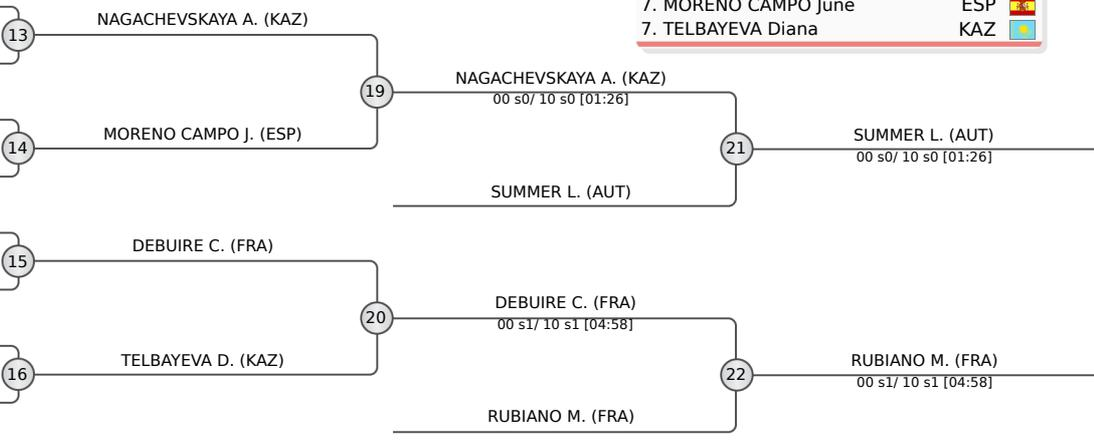 7. MORENO CAMPO June ESP
7. TELBAYEVA Diana KAZ
NAGACHEVSKAYA A. (KAZ)
13
19
NAGACHEVSKAYA A. (KAZ)
00 s0/ 10 s0 [01:26]
MORENO CAMPO J. (ESP)
14
21
SUMMER L. (AUT)
00 s0/ 10 s0 [01:26]
SUMMER L. (AUT)
DEBUIRE C. (FRA)
15
20
DEBUIRE C. (FRA)
00 s1/ 10 s1 [04:58]
TELBAYEVA D. (KAZ)
16
22
RUBIANO M. (FRA)
00 s1/ 10 s1 [04:58]
RUBIANO M. (FRA)